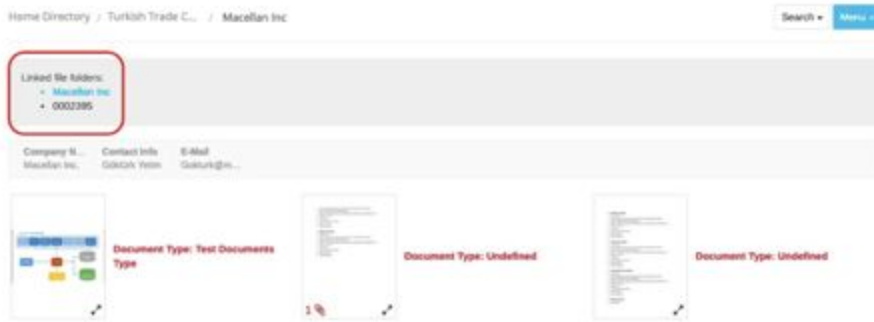 Home Directory / Turkish Trade C... / Macellan Inc
Search
Menu
Linked file folders:
Macellan Inc
0002395
Company N... Contact Info E-Mail
Macellan Inc. Göktürk Yetim Gokturk@m...
Document Type: Test Documents
Type
Document Type: Undefined
Document Type: Undefined
1